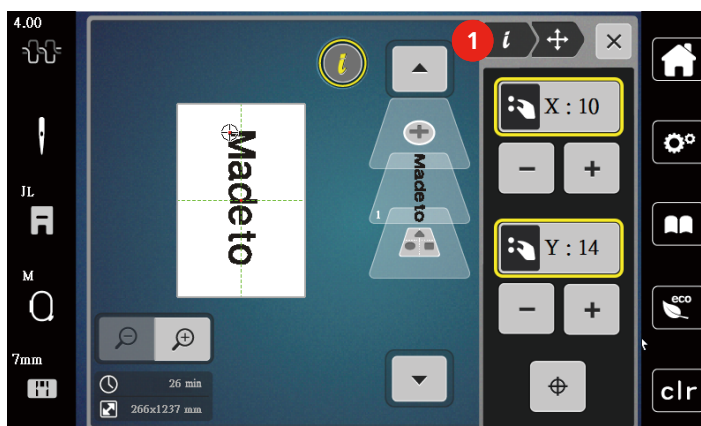 4.00
1
i
i
X : 10
Made to
Made to
JL
1
Y : 14
M
eco
7mm
26 min
266x1237 mm
clr